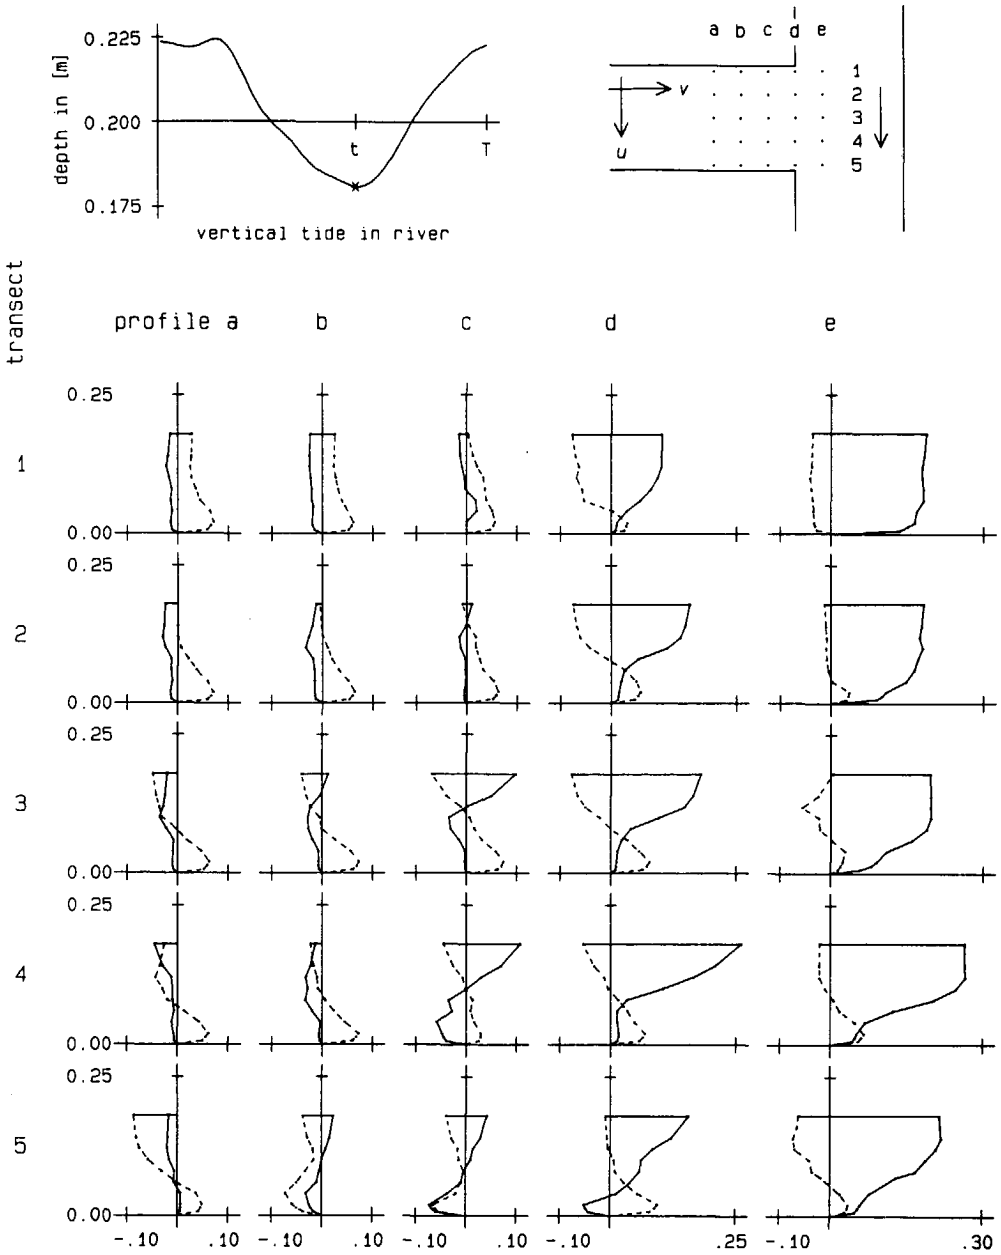 depth in [m]
0.225
0.200
0.175
t
T
vertical tide in river
a b c d e
1
2
3
4
5
v
u
transect
profile a b c d e
0.25
1
0.00
0.25
2
0.00
0.25
3
0.00
0.25
4
0.00
0.25
5
0.00
-.10 .10 -.10 .10 -.10 .10 -.10 .25 -.10 .30